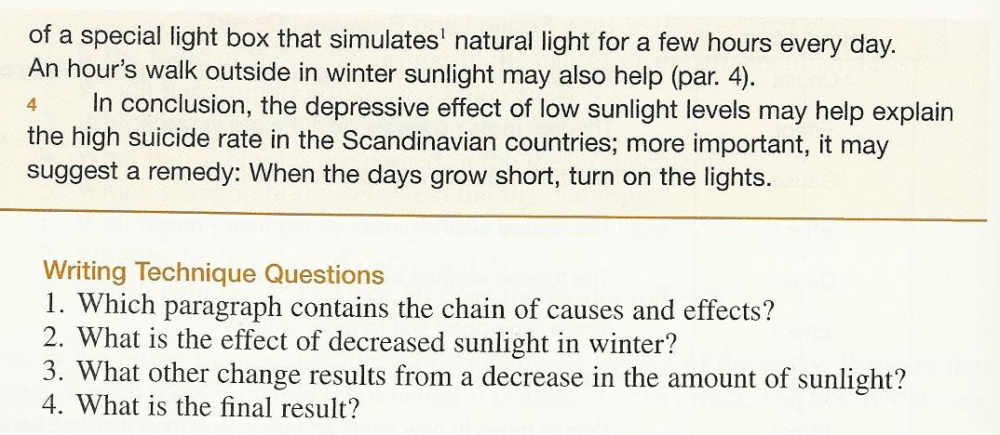 of a special light box that simulates¹ natural light for a few hours every day.
An hour's walk outside in winter sunlight may also help (par. 4).
4 In conclusion, the depressive effect of low sunlight levels may help explain
the high suicide rate in the Scandinavian countries; more important, it may
suggest a remedy: When the days grow short, turn on the lights.
Writing Technique Questions
1. Which paragraph contains the chain of causes and effects?
2. What is the effect of decreased sunlight in winter?
3. What other change results from a decrease in the amount of sunlight?
4. What is the final result?